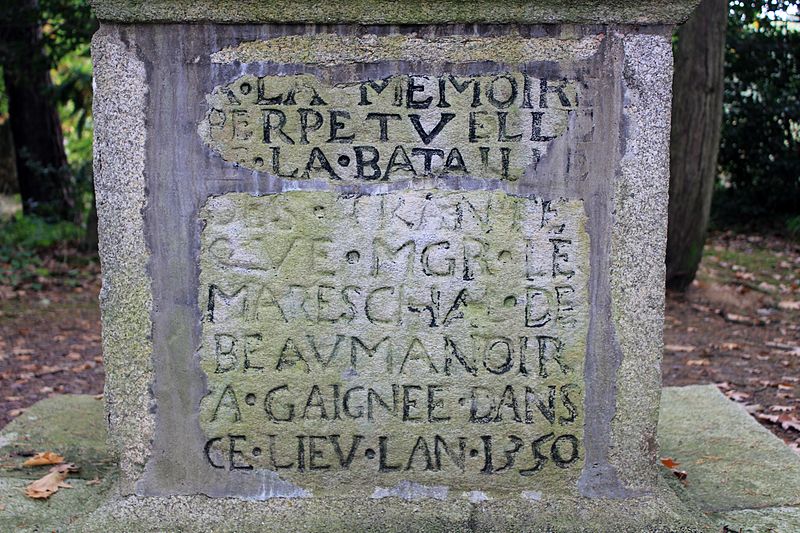 A · LA MEMOIRE
PERPETVELLE
DE · LA · BATAILLE
DES · TRANTE
QVE · MGR · LE
MARESCHAL · DE
BEAVMANOIR
A · GAIGNEE · DANS
CE · LIEV · LAN · 1350